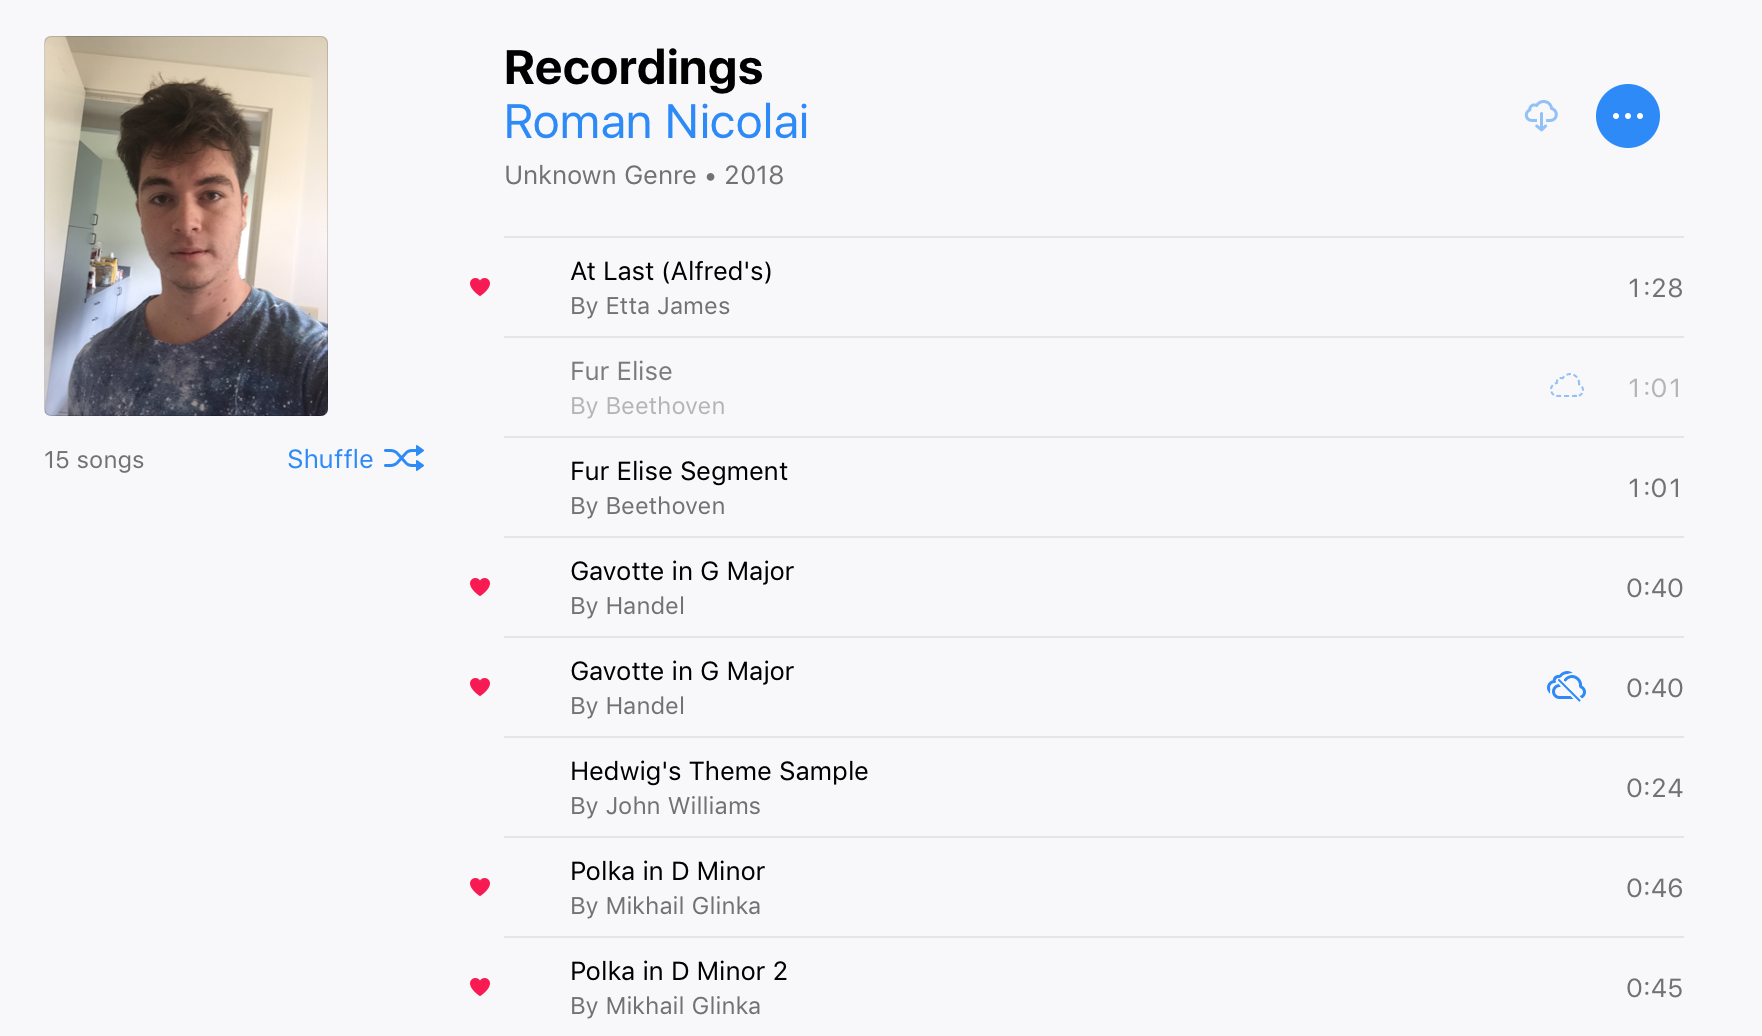 Recordings
Roman Nicolai
Unknown Genre • 2018
15 songs
Shuffle
At Last (Alfred's)
By Etta James
1:28
Fur Elise
By Beethoven
1:01
Fur Elise Segment
By Beethoven
1:01
Gavotte in G Major
By Handel
0:40
Gavotte in G Major
By Handel
0:40
Hedwig's Theme Sample
By John Williams
0:24
Polka in D Minor
By Mikhail Glinka
0:46
Polka in D Minor 2
By Mikhail Glinka
0:45